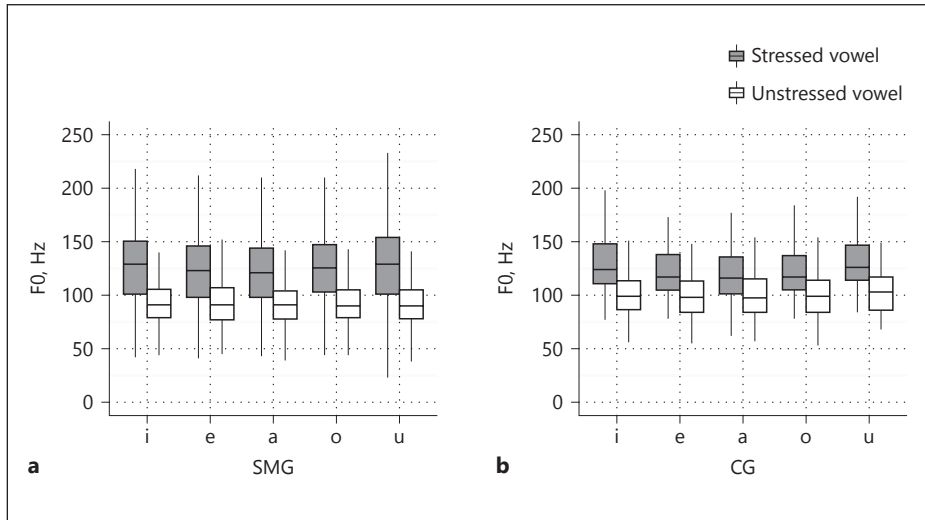 Stressed vowel
Unstressed vowel
250
200
150
100
50
0
F0, Hz
i e a o u
a
SMG
250
200
150
100
50
0
F0, Hz
i e a o u
b
CG